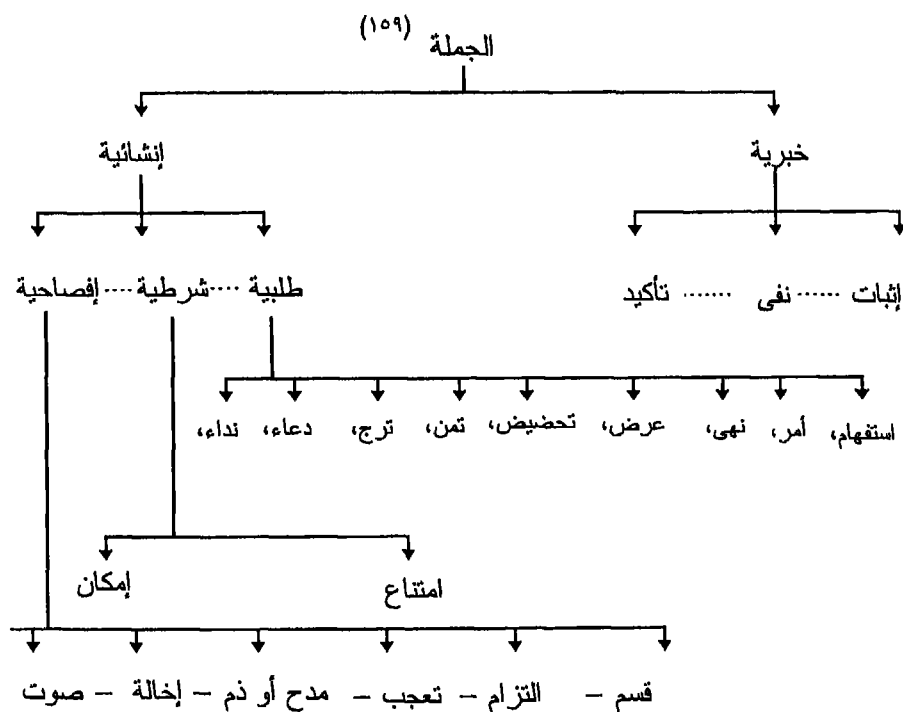 الجملة (١٥٩)
خبرية إنشائية
إثبات ...... نفى ....... تأكيد طلبية .... شرطية .... إفصاحية
استفهام، أمر، نهى، عرض، تحضيض، تمن، ترج، دعاء، نداء،
امتناع إمكان
قسم – التزام – تعجب – مدح أو ذم – إخالة – صوت